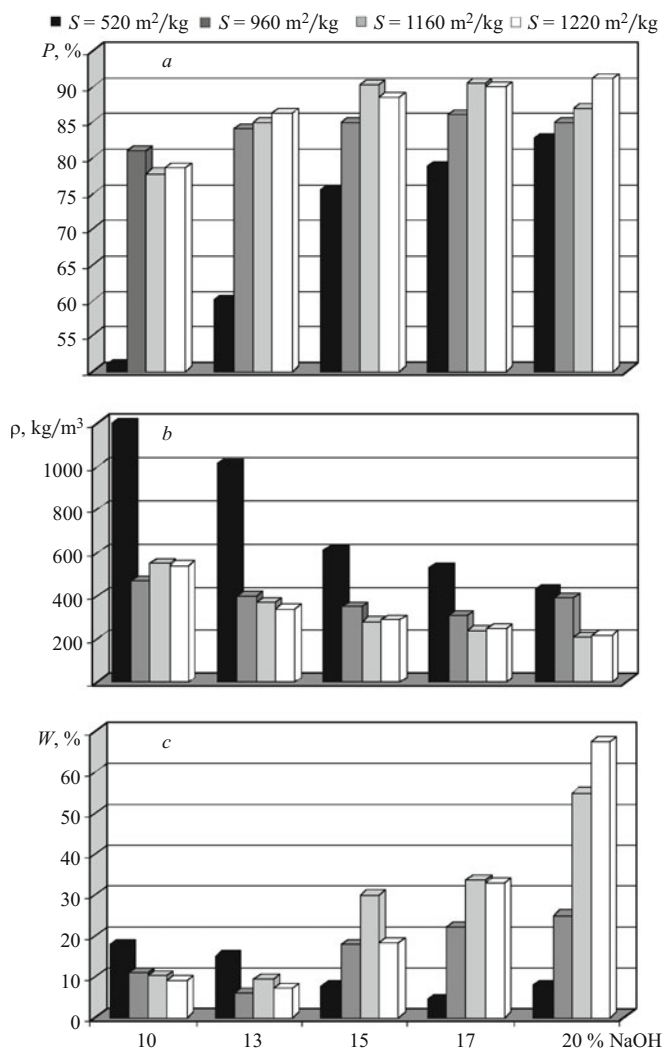 S = 520 m²/kg S = 960 m²/kg S = 1160 m²/kg S = 1220 m²/kg
P, %
a
90
85
80
75
70
65
60
55
ρ, kg/m³
b
1000
800
600
400
200
W, %
c
60
50
40
30
20
10
0
10 13 15 17 20 % NaOH